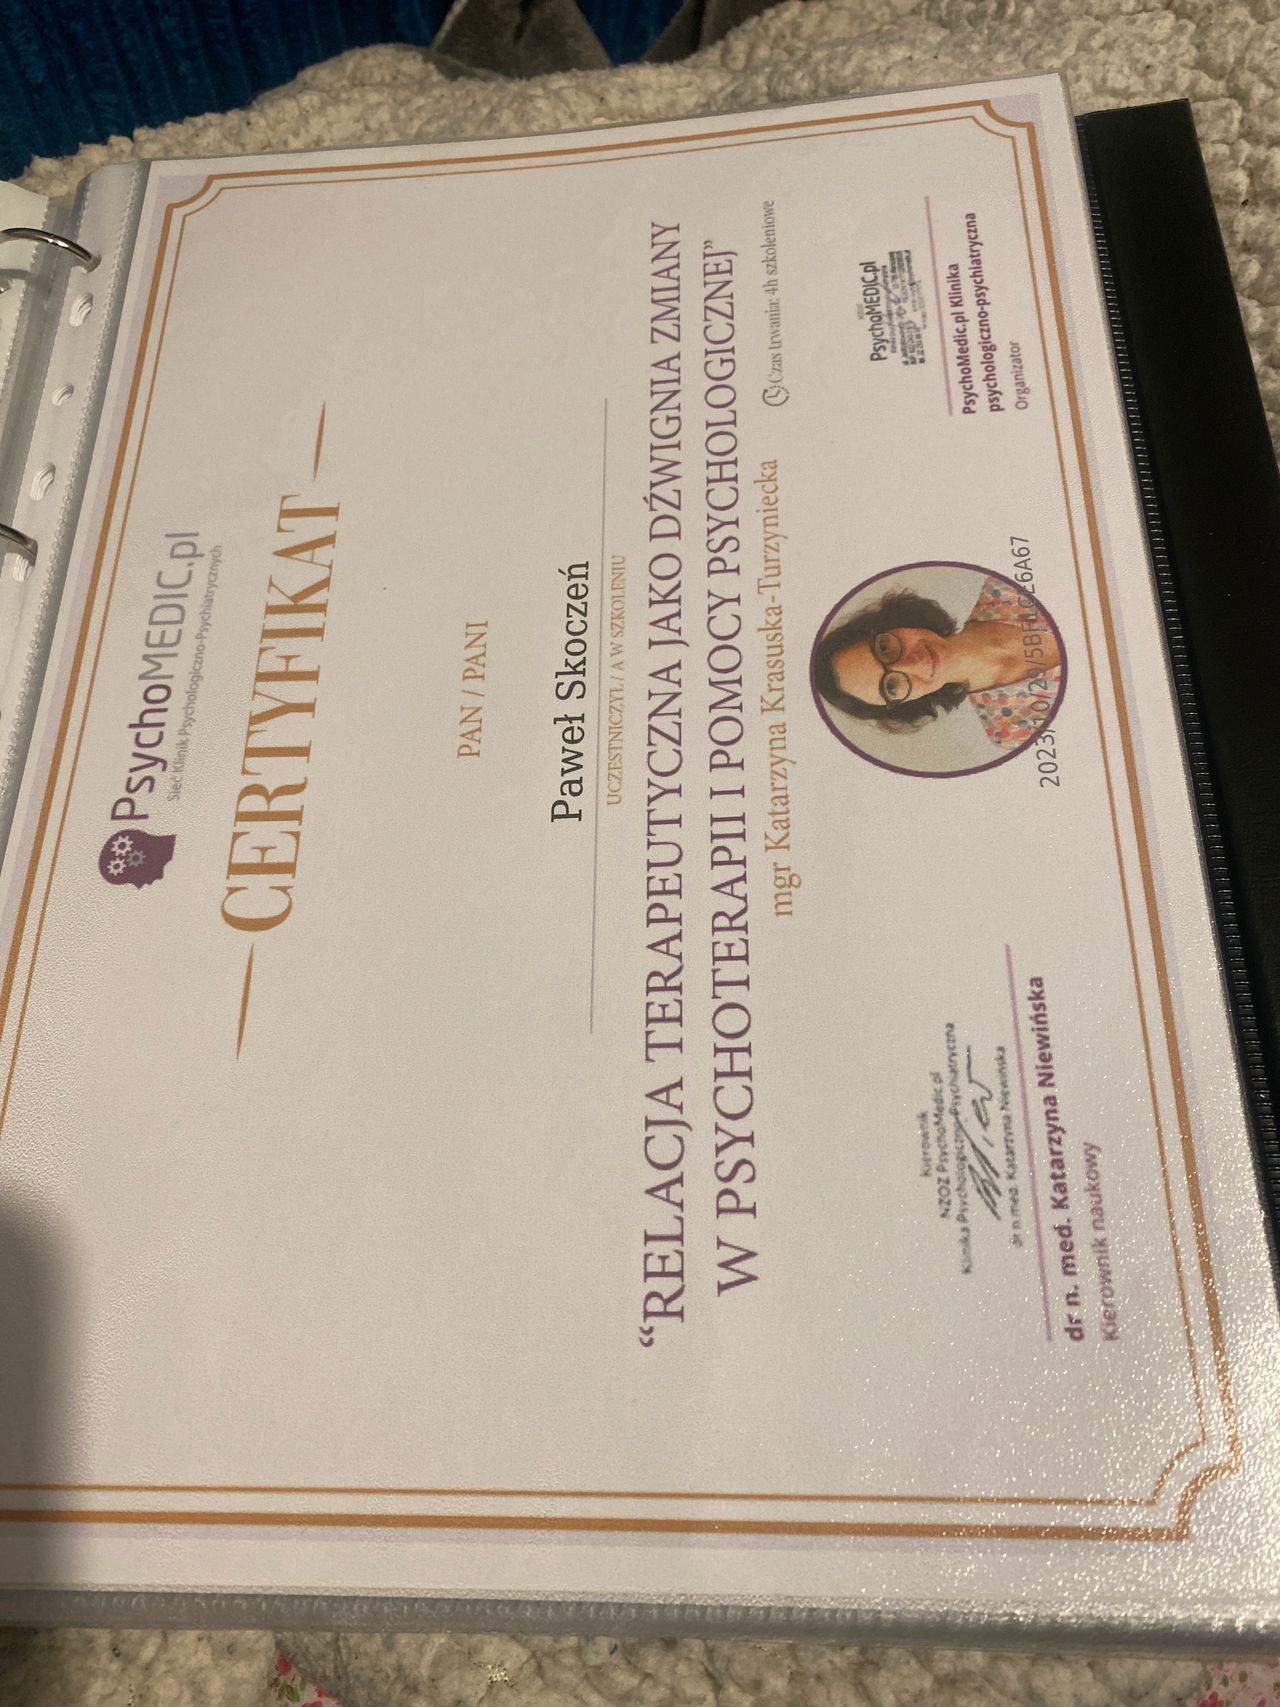 PsychoMEDIC.pl
Sieć Klinik Psychologiczno-Psychiatrycznych
CERTYFIKAT
PAN / PANI
Paweł Skoczeń
UCZESTNICZYŁ / A W SZKOLENIU
“RELACJA TERAPEUTYCZNA JAKO DŹWIGNIA ZMIANY
W PSYCHOTERAPII I POMOCY PSYCHOLOGICZNEJ”
mgr Katarzyna Krasuska-Turzyniecka
Czas trwania: 4h szkoleniowe
Kierownik
NZOZ PsychoMedic.pl
Klinika Psychologiczno-Psychiatryczna
dr n med. Katarzyna Niewińska
dr n. med. Katarzyna Niewińska
Kierownik naukowy
PsychoMEDIC.pl
PsychoMedic.pl Klinika
psychologiczno-psychiatryczna
Organizator